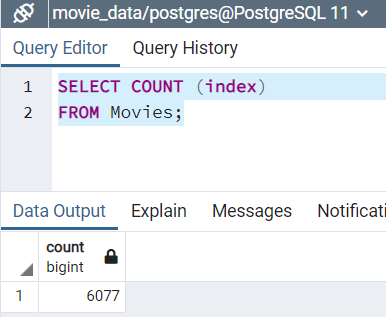 movie_data/postgres@PostgreSQL 11
Query Editor Query History
1 SELECT COUNT (index)
2 FROM Movies;
Data Output Explain Messages Notificati
count
bigint
1 6077